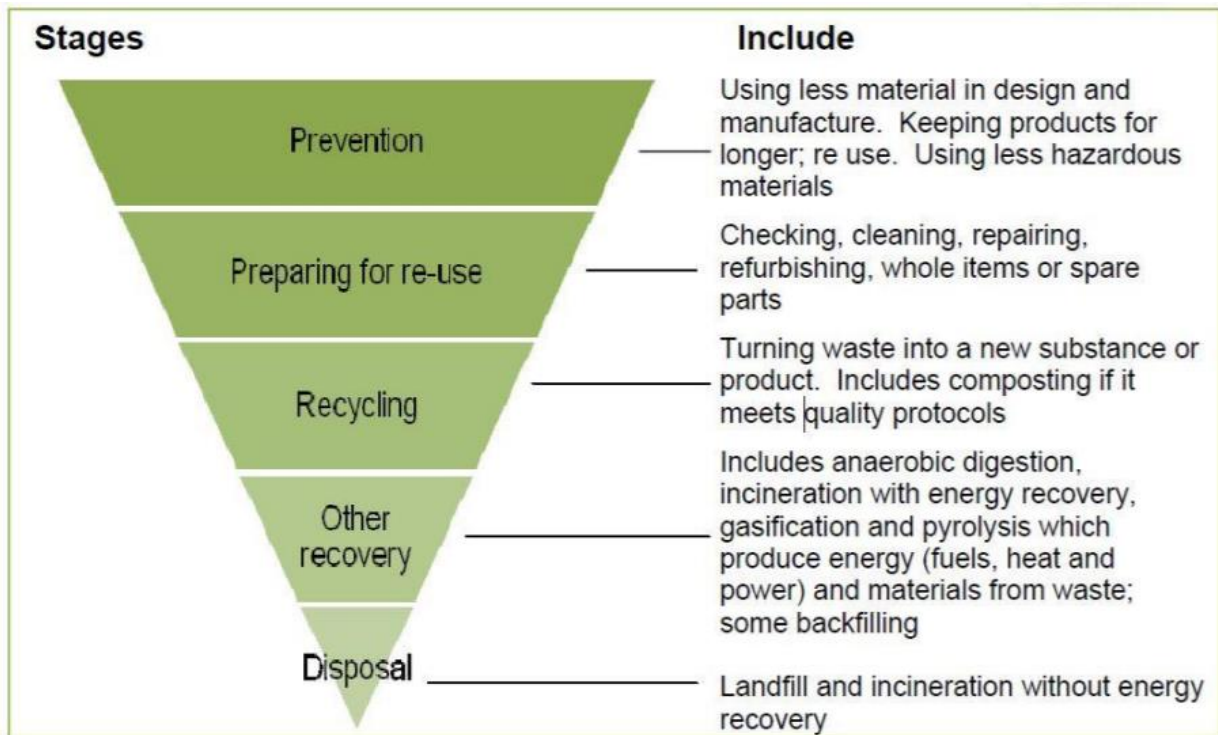 Stages
Include
Prevention
Using less material in design and
manufacture. Keeping products for
longer; re use. Using less hazardous
materials
Preparing for re-use
Checking, cleaning, repairing,
refurbishing, whole items or spare
parts
Recycling
Turning waste into a new substance or
product. Includes composting if it
meets quality protocols
Other
recovery
Includes anaerobic digestion,
incineration with energy recovery,
gasification and pyrolysis which
produce energy (fuels, heat and
power) and materials from waste;
some backfilling
Disposal
Landfill and incineration without energy
recovery